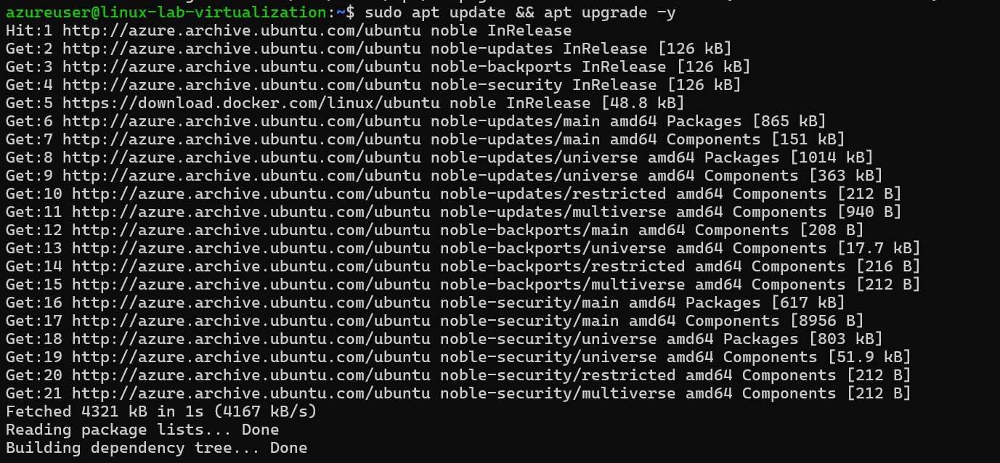 azureuser@linux-lab-virtualization:~$ sudo apt update && apt upgrade -y
Hit:1 http://azure.archive.ubuntu.com/ubuntu noble InRelease
Get:2 http://azure.archive.ubuntu.com/ubuntu noble-updates InRelease [126 kB]
Get:3 http://azure.archive.ubuntu.com/ubuntu noble-backports InRelease [126 kB]
Get:4 http://azure.archive.ubuntu.com/ubuntu noble-security InRelease [126 kB]
Get:5 https://download.docker.com/linux/ubuntu noble InRelease [48.8 kB]
Get:6 http://azure.archive.ubuntu.com/ubuntu noble-updates/main amd64 Packages [865 kB]
Get:7 http://azure.archive.ubuntu.com/ubuntu noble-updates/main amd64 Components [151 kB]
Get:8 http://azure.archive.ubuntu.com/ubuntu noble-updates/universe amd64 Packages [1014 kB]
Get:9 http://azure.archive.ubuntu.com/ubuntu noble-updates/universe amd64 Components [363 kB]
Get:10 http://azure.archive.ubuntu.com/ubuntu noble-updates/restricted amd64 Components [212 B]
Get:11 http://azure.archive.ubuntu.com/ubuntu noble-updates/multiverse amd64 Components [940 B]
Get:12 http://azure.archive.ubuntu.com/ubuntu noble-backports/main amd64 Components [208 B]
Get:13 http://azure.archive.ubuntu.com/ubuntu noble-backports/universe amd64 Components [17.7 kB]
Get:14 http://azure.archive.ubuntu.com/ubuntu noble-backports/restricted amd64 Components [216 B]
Get:15 http://azure.archive.ubuntu.com/ubuntu noble-backports/multiverse amd64 Components [212 B]
Get:16 http://azure.archive.ubuntu.com/ubuntu noble-security/main amd64 Packages [617 kB]
Get:17 http://azure.archive.ubuntu.com/ubuntu noble-security/main amd64 Components [8956 B]
Get:18 http://azure.archive.ubuntu.com/ubuntu noble-security/universe amd64 Packages [803 kB]
Get:19 http://azure.archive.ubuntu.com/ubuntu noble-security/universe amd64 Components [51.9 kB]
Get:20 http://azure.archive.ubuntu.com/ubuntu noble-security/restricted amd64 Components [212 B]
Get:21 http://azure.archive.ubuntu.com/ubuntu noble-security/multiverse amd64 Components [212 B]
Fetched 4321 kB in 1s (4167 kB/s)
Reading package lists... Done
Building dependency tree... Done